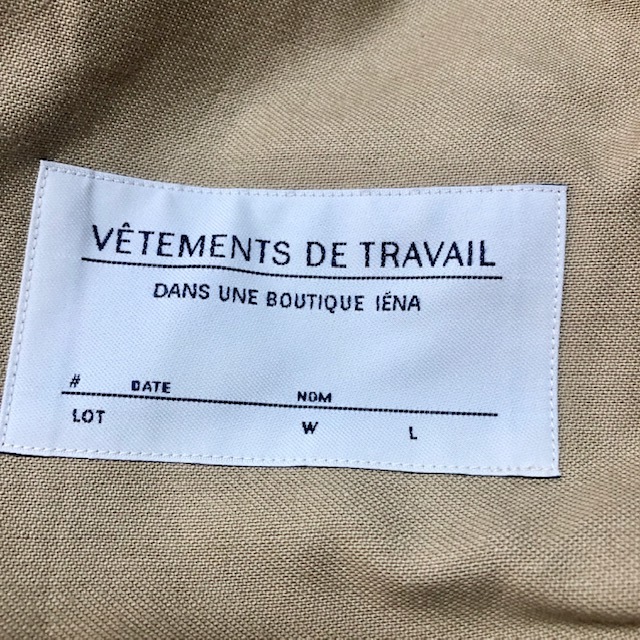 VÊTEMENTS DE TRAVAIL
DANS UNE BOUTIQUE IÉNA
# DATE NOM
LOT W L